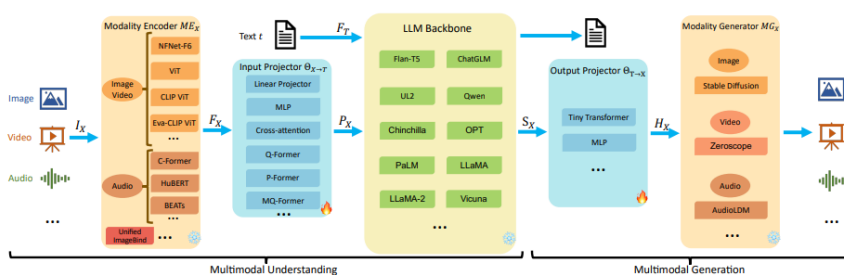 Image
Video
Audio
...
I_X
Modality Encoder ME_X
Image
Video
NFNet-F6
ViT
CLIP ViT
Eva-CLIP ViT
...
Audio
C-Former
HuBERT
BEATs
...
Unified
ImageBind
...
F_X
Text t
F_T
Input Projector Θ_X→T
Linear Projector
MLP
Cross-attention
Q-Former
P-Former
MQ-Former
...
P_X
LLM Backbone
Flan-T5
ChatGLM
UL2
Qwen
Chinchilla
OPT
PaLM
LLaMA
LLaMA-2
Vicuna
...
S_X
Output Projector Θ_T→X
Tiny Transformer
MLP
...
H_X
Modality Generator MG_X
Image
Stable Diffusion
Video
Zeroscope
Audio
AudioLDM
...
...
Multimodal Understanding
Multimodal Generation